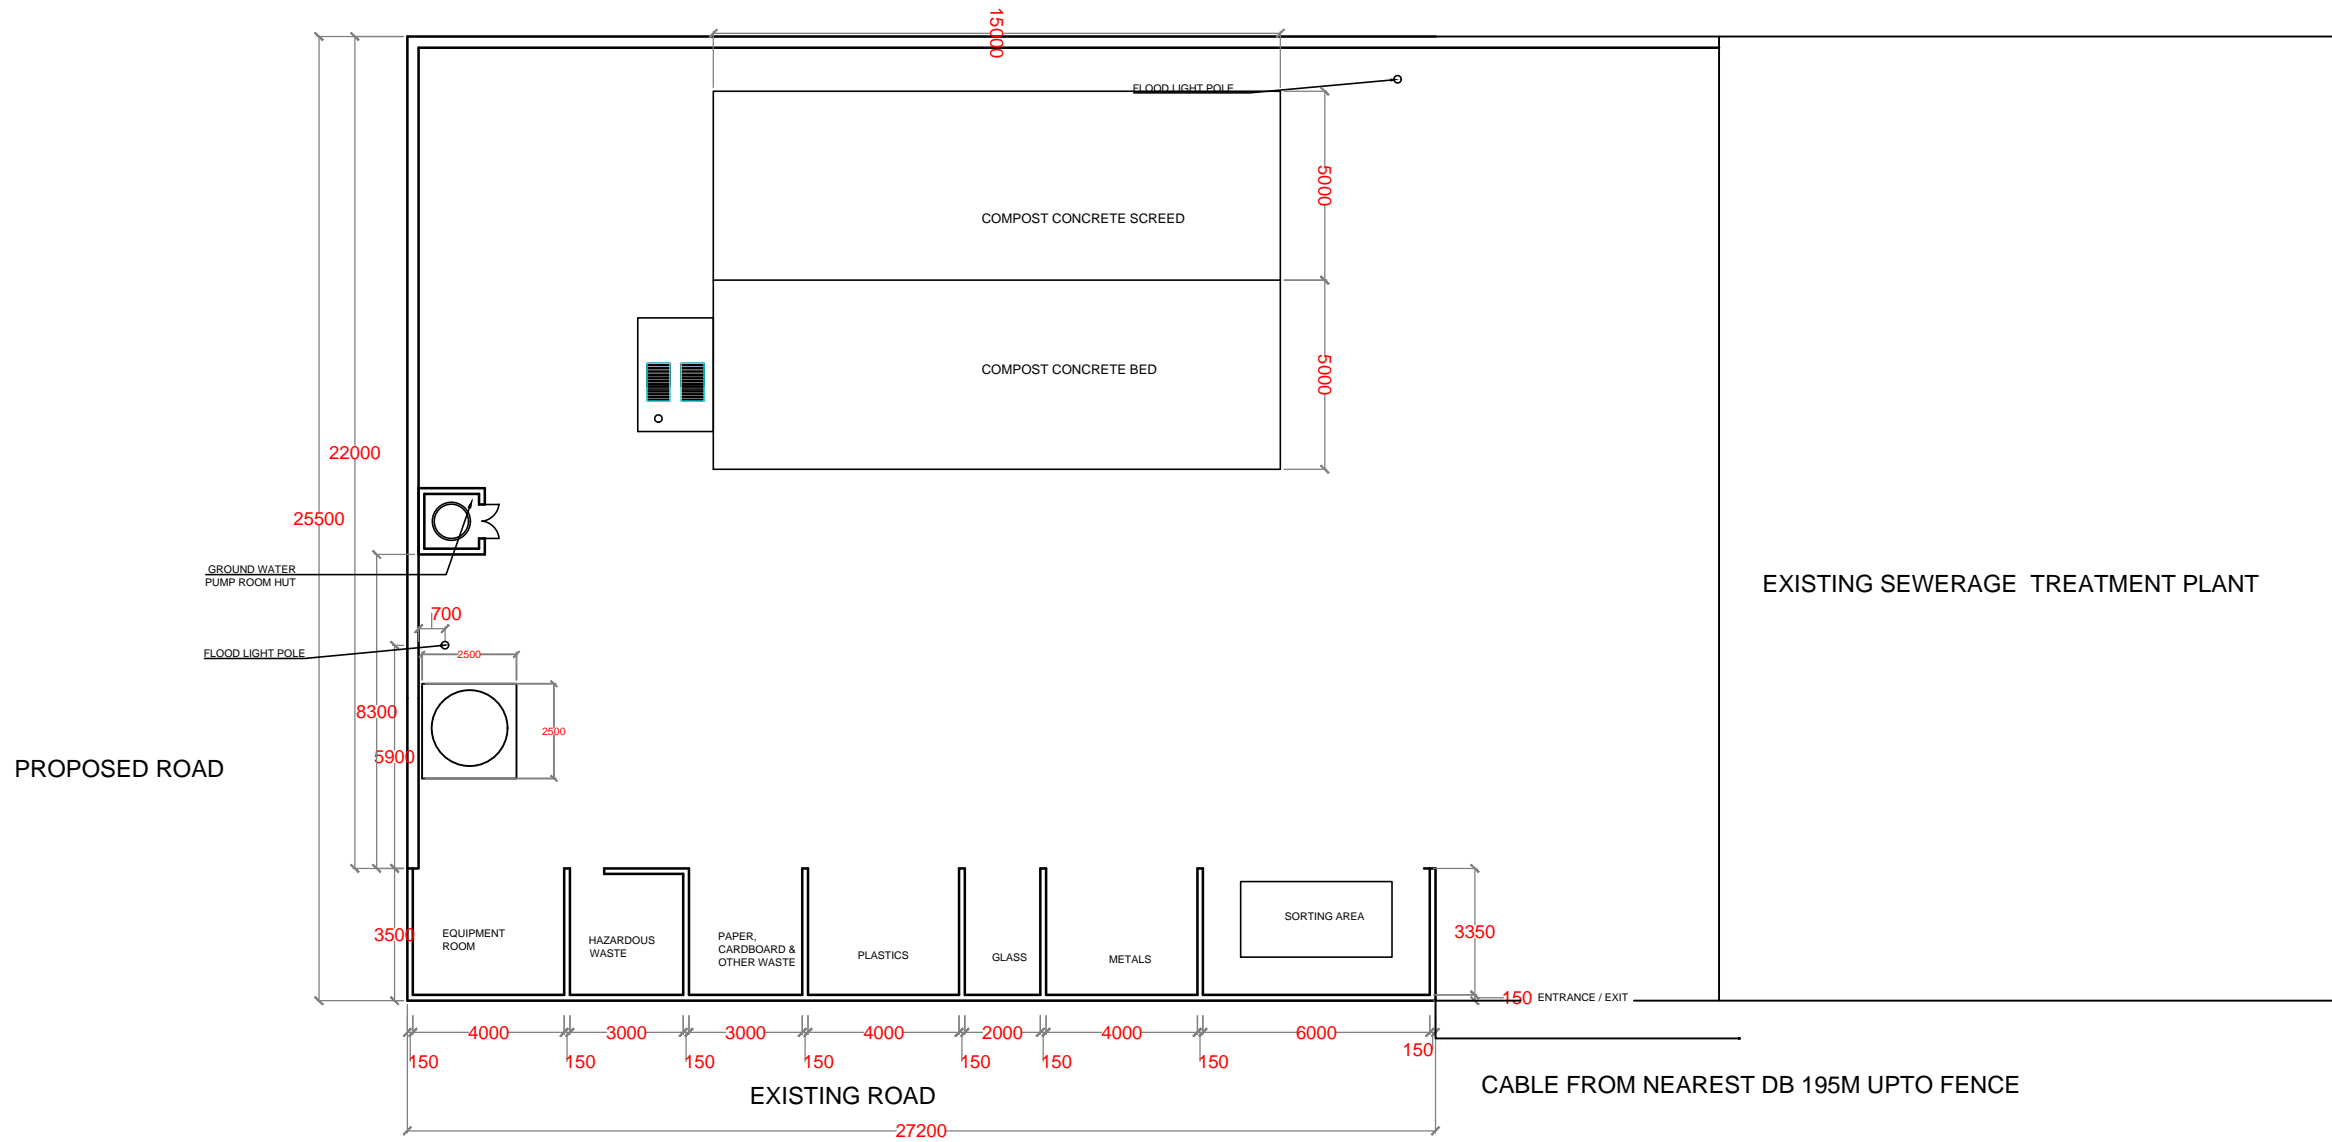 15000
FLOOD LIGHT POLE
5000
COMPOST CONCRETE SCREED
5000
COMPOST CONCRETE BED
22000
25500
GROUND WATER
PUMP ROOM HUT
EXISTING SEWERAGE TREATMENT PLANT
700
FLOOD LIGHT POLE
2500
8300
2500
5900
PROPOSED ROAD
3500
EQUIPMENT
ROOM
HAZARDOUS
WASTE
PAPER,
CARDBOARD &
OTHER WASTE
PLASTICS
GLASS
METALS
SORTING AREA
3350
150
ENTRANCE / EXIT
4000
3000
3000
4000
2000
4000
6000
150
150
150
150
150
150
150
150
EXISTING ROAD
CABLE FROM NEAREST DB 195M UPTO FENCE
27200